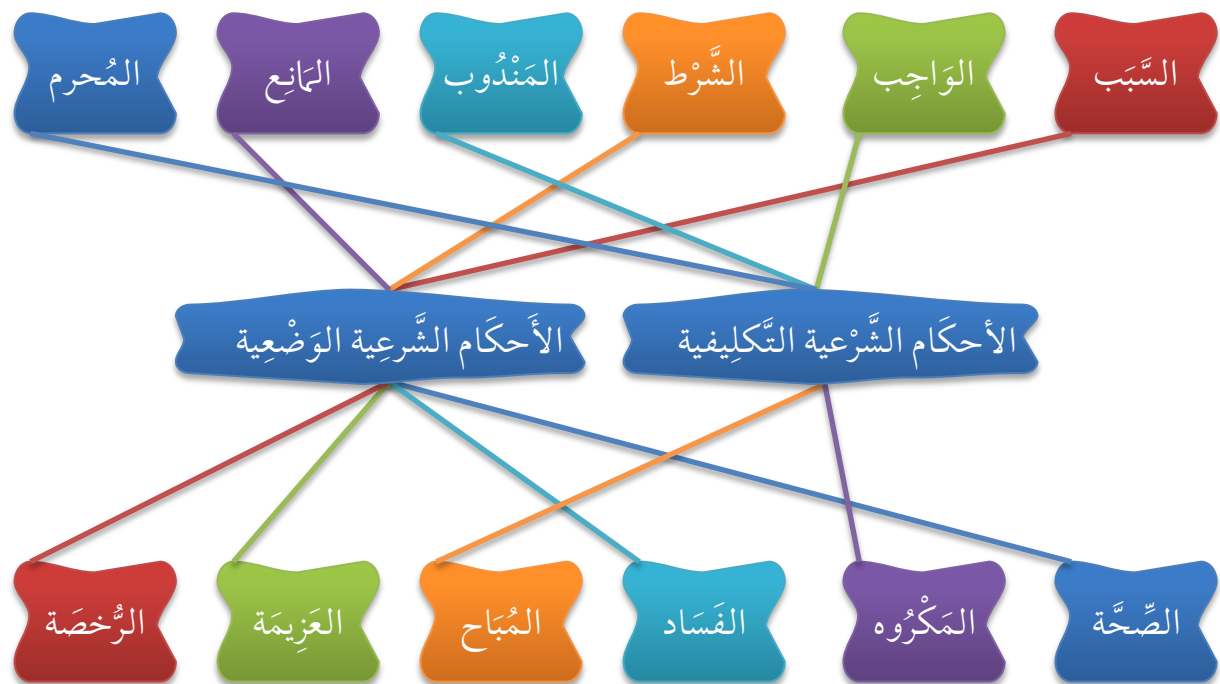 السَّبَب
الوَاجِب
الشَّرْط
المَنْدُوب
المَانِع
المُحرم
الأحكَام الشَّرْعية التَّكلِيفية
الأَحكَام الشَّرعِية الوَضْعِية
الصِّحَّة
المَكْرُوه
الفَسَاد
المُبَاح
العَزِيمَة
الرُّخصَة